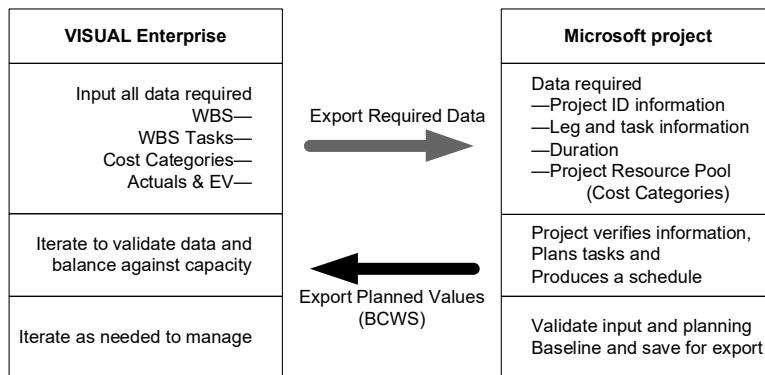 VISUAL Enterprise
Input all data required
WBS—
WBS Tasks—
Cost Categories—
Actuals & EV—
Iterate to validate data and
balance against capacity
Iterate as needed to manage
Export Required Data
Export Planned Values
(BCWS)
Microsoft project
Data required
—Project ID information
—Leg and task information
—Duration
—Project Resource Pool
(Cost Categories)
Project verifies information,
Plans tasks and
Produces a schedule
Validate input and planning
Baseline and save for export